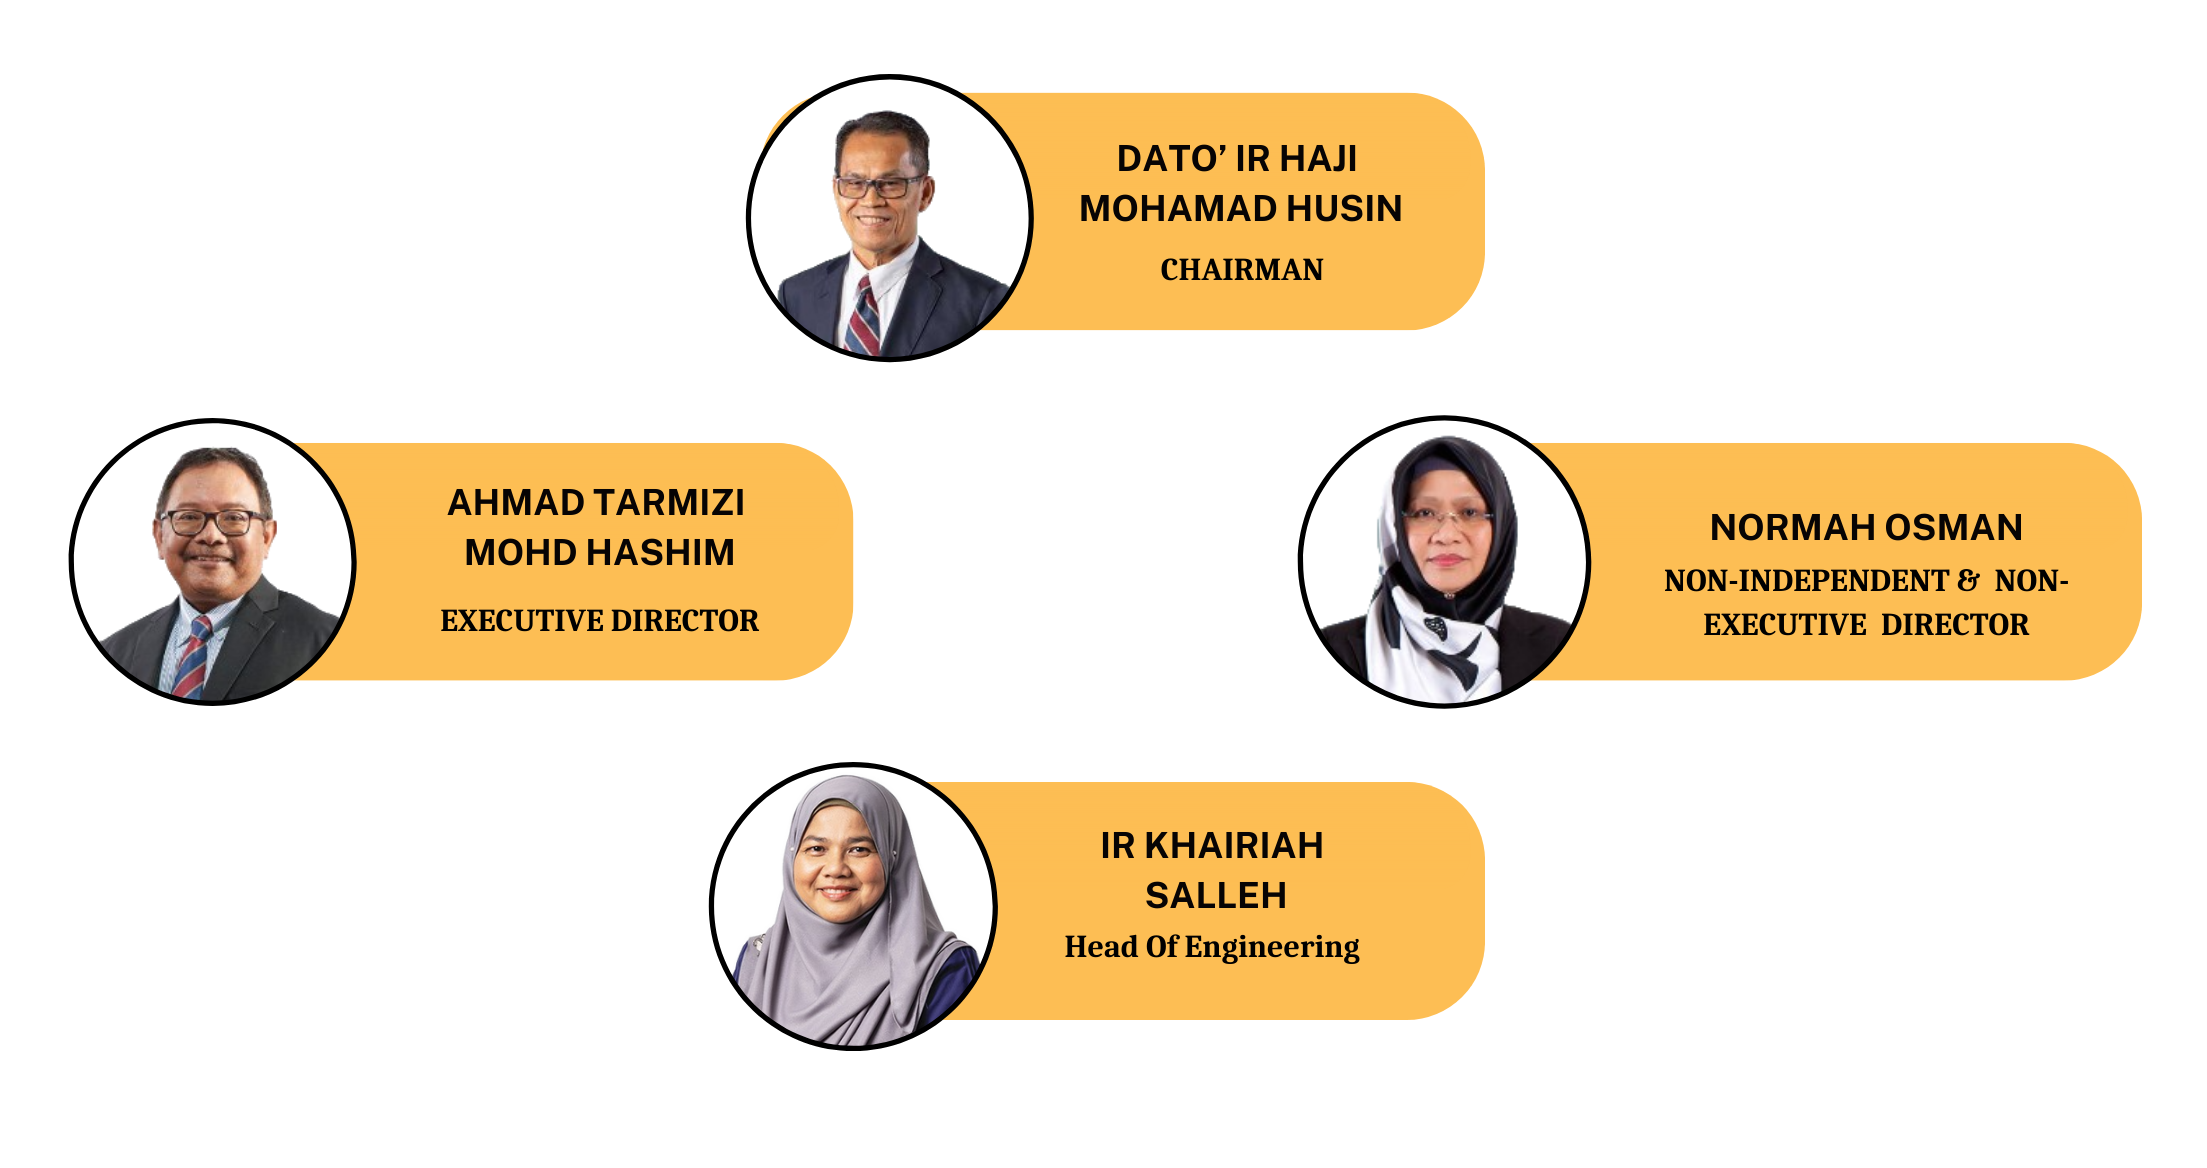 DATO’ IR HAJI
MOHAMAD HUSIN
CHAIRMAN
AHMAD TARMIZI
MOHD HASHIM
EXECUTIVE DIRECTOR
NORMAH OSMAN
NON-INDEPENDENT & NON-
EXECUTIVE DIRECTOR
IR KHAIRIAH
SALLEH
Head Of Engineering